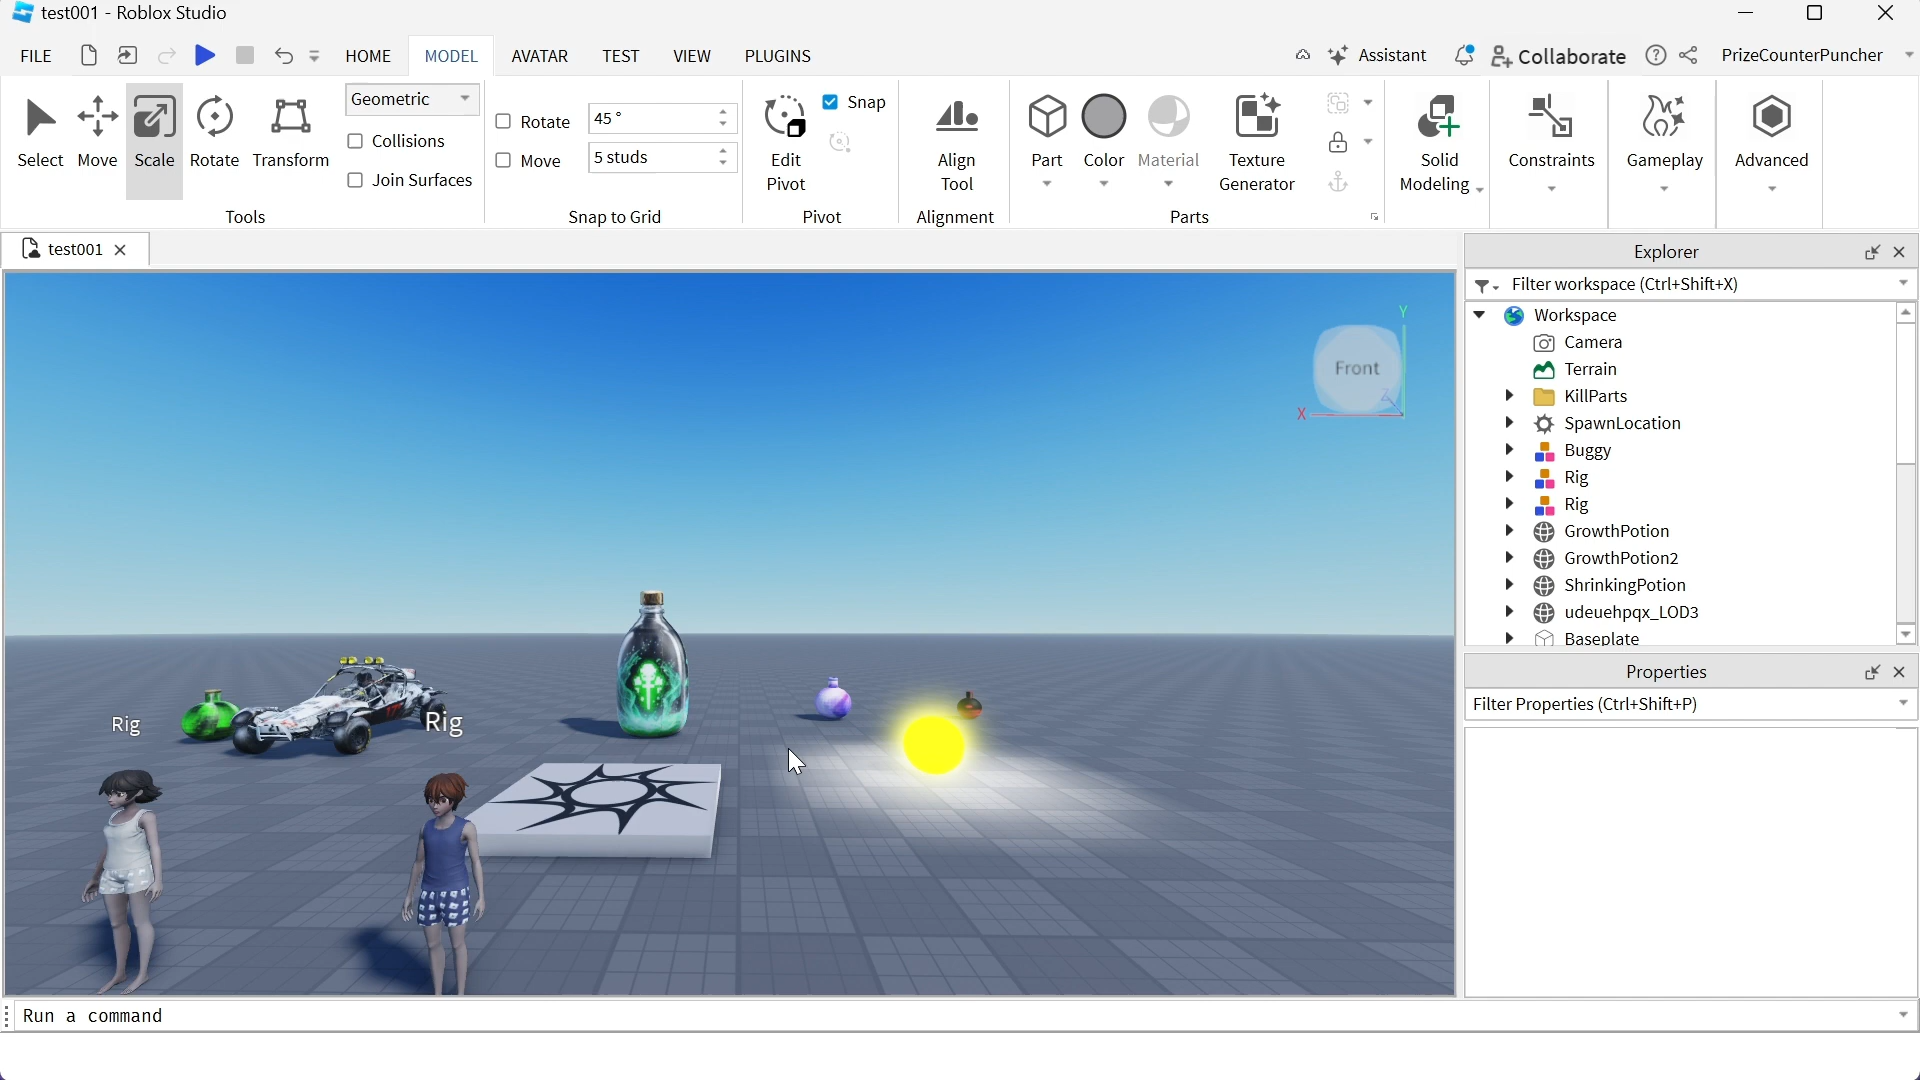 test001 - Roblox Studio
FILE HOME MODEL AVATAR TEST VIEW PLUGINS Assistant Collaborate PrizeCounterPuncher
Select Move Scale Rotate Transform
Geometric
Collisions
Join Surfaces
Tools
Rotate 45 °
Move 5 studs
Snap to Grid
Edit Pivot
Snap
Pivot
Align Tool
Alignment
Part Color Material Texture Generator
Parts
Solid Modeling
Constraints
Gameplay
Advanced
test001
Explorer
Filter workspace (Ctrl+Shift+X)
Workspace
Camera
Terrain
KillParts
SpawnLocation
Buggy
Rig
Rig
GrowthPotion
GrowthPotion2
ShrinkingPotion
udeuehpqx_LOD3
Baseplate
Properties
Filter Properties (Ctrl+Shift+P)
Y
Front
Z
X
Rig
Rig
Run a command